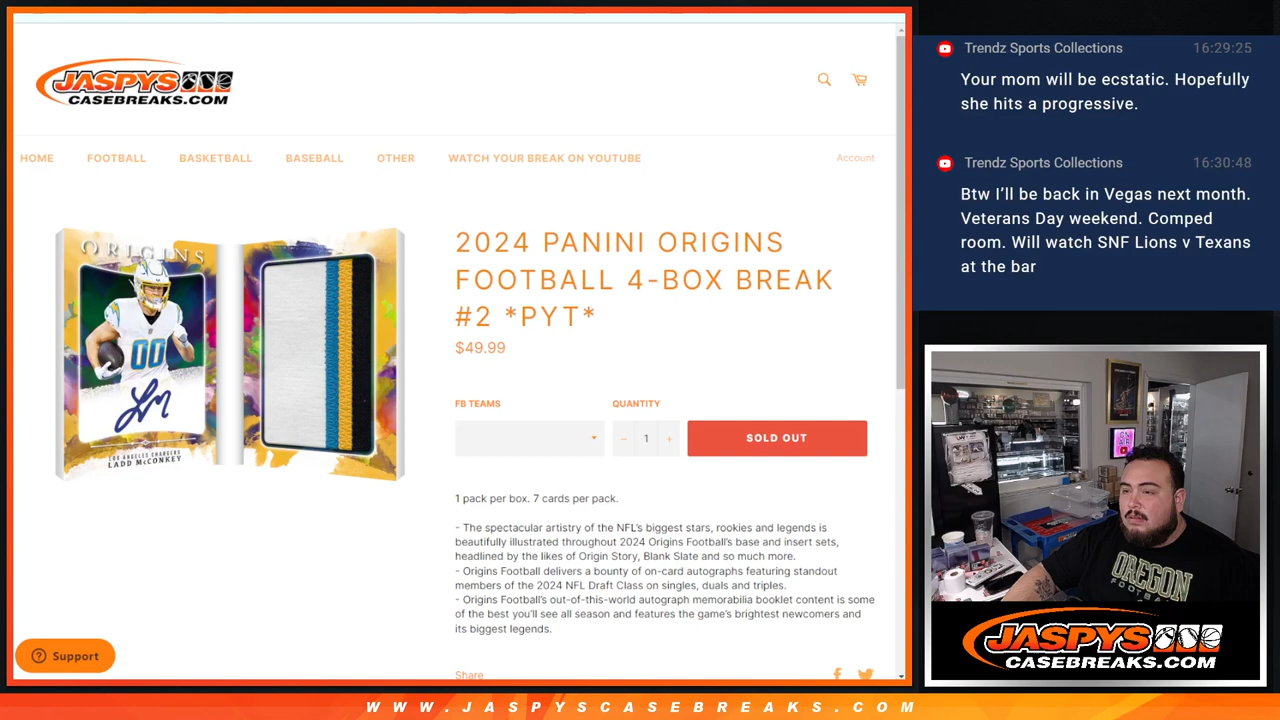 JASPYS
CASEBREAKS.COM
HOME
FOOTBALL
BASKETBALL
BASEBALL
OTHER
WATCH YOUR BREAK ON YOUTUBE
Account
ORIGINS
00
LOS ANGELES CHARGERS
LADD McCONKEY
2024 PANINI ORIGINS
FOOTBALL 4-BOX BREAK
#2 *PYT*
$49.99
FB TEAMS
QUANTITY
− 1 +
SOLD OUT
1 pack per box. 7 cards per pack.
- The spectacular artistry of the NFL's biggest stars, rookies and legends is
beautifully illustrated throughout 2024 Origins Football's base and insert sets,
headlined by the likes of Origin Story, Blank Slate and so much more.
- Origins Football delivers a bounty of on-card autographs featuring standout
members of the 2024 NFL Draft Class on singles, duals and triples.
- Origins Football's out-of-this-world autograph memorabilia booklet content is some
of the best you'll see all season and features the game's brightest newcomers and
its biggest legends.
Share
Support
Trendz Sports Collections 16:29:25
Your mom will be ecstatic. Hopefully
she hits a progressive.
Trendz Sports Collections 16:30:48
Btw I'll be back in Vegas next month.
Veterans Day weekend. Comped
room. Will watch SNF Lions v Texans
at the bar
OREGON
FOOTBALL
JASPYS
CASEBREAKS.COM
WWW.JASPYSCASEBREAKS.COM